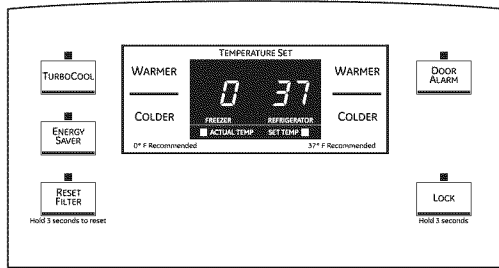 TEMPERATURE SET
TURBOCOOL
WARMER
COLDER
0 37
FREEZER REFRIGERATOR
ACTUAL TEMP SET TEMP
WARMER
COLDER
0° F Recommended
37° F Recommended
DOOR
ALARM
ENERGY
SAVER
RESET
FILTER
Hold 3 seconds to reset
LOCK
Hold 3 seconds